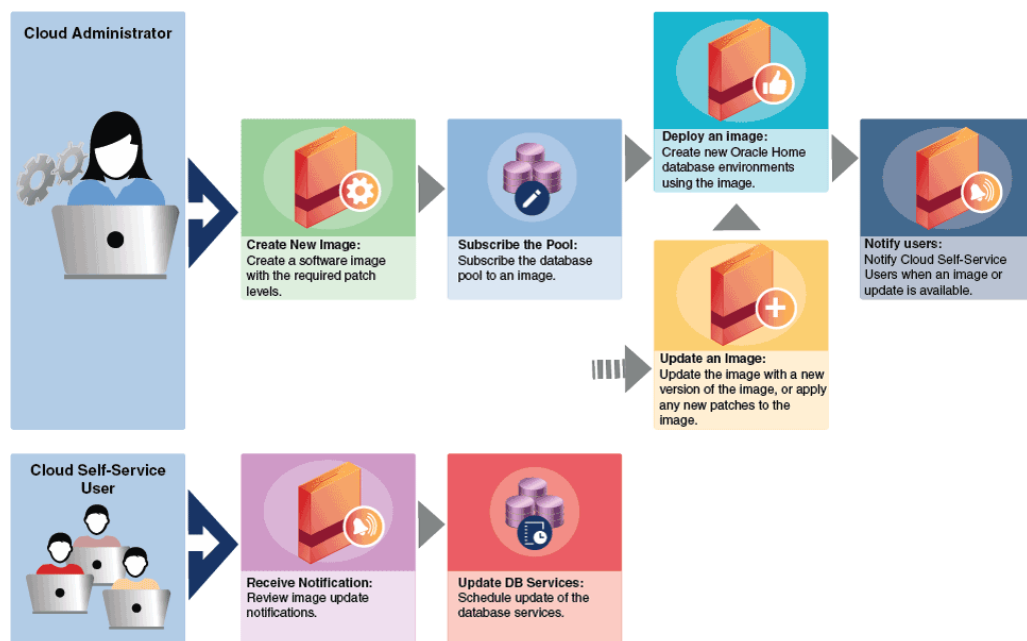 Cloud Administrator
Create New Image:
Create a software image
with the required patch
levels.
Subscribe the Pool:
Subscribe the database
pool to an image.
Deploy an image:
Create new Oracle Home
database environments
using the image.
Notify users:
Notify Cloud Self-Service
Users when an image or
update is available.
Update an Image:
Update the image with a new
version of the image, or apply
any new patches to the
image.
Cloud Self-Service
User
Receive Notification:
Review image update
notifications.
Update DB Services:
Schedule update of the
database services.